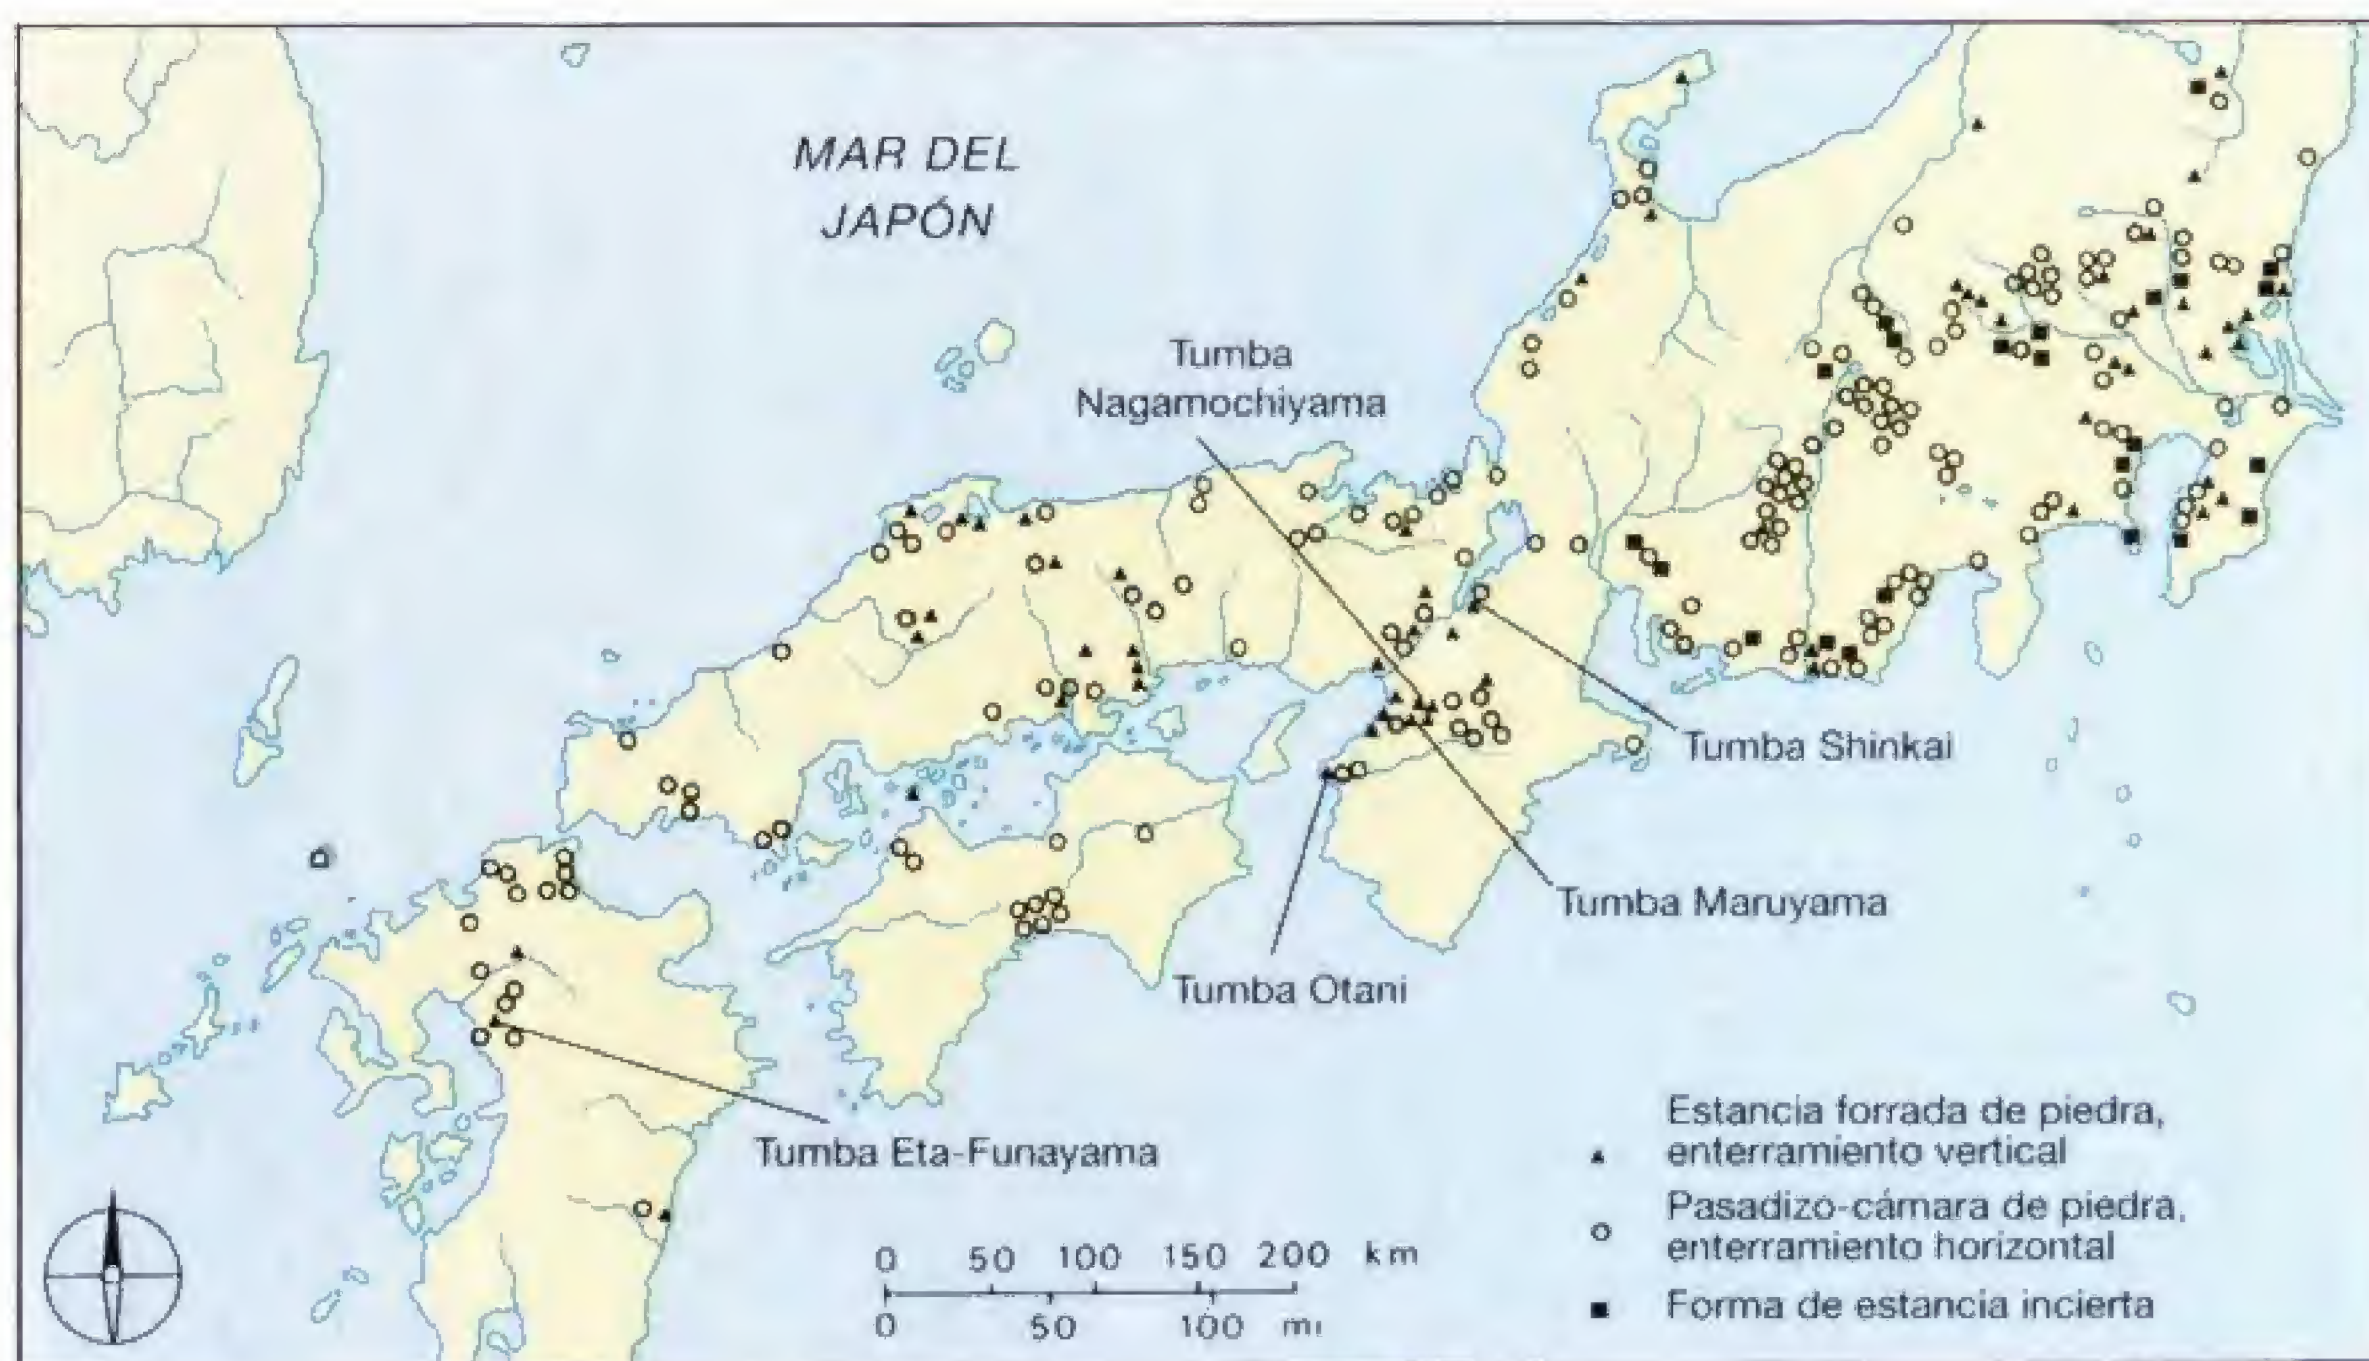 MAR DEL
JAPÓN
Tumba
Nagamochiyama
Tumba Shinkai
Tumba Maruyama
Tumba Otani
Tumba Eta-Funayama
0 50 100 150 200 km
0 50 100 mi
Estancia forrada de piedra,
enterramiento vertical
Pasadizo-cámara de piedra,
enterramiento horizontal
Forma de estancia incierta